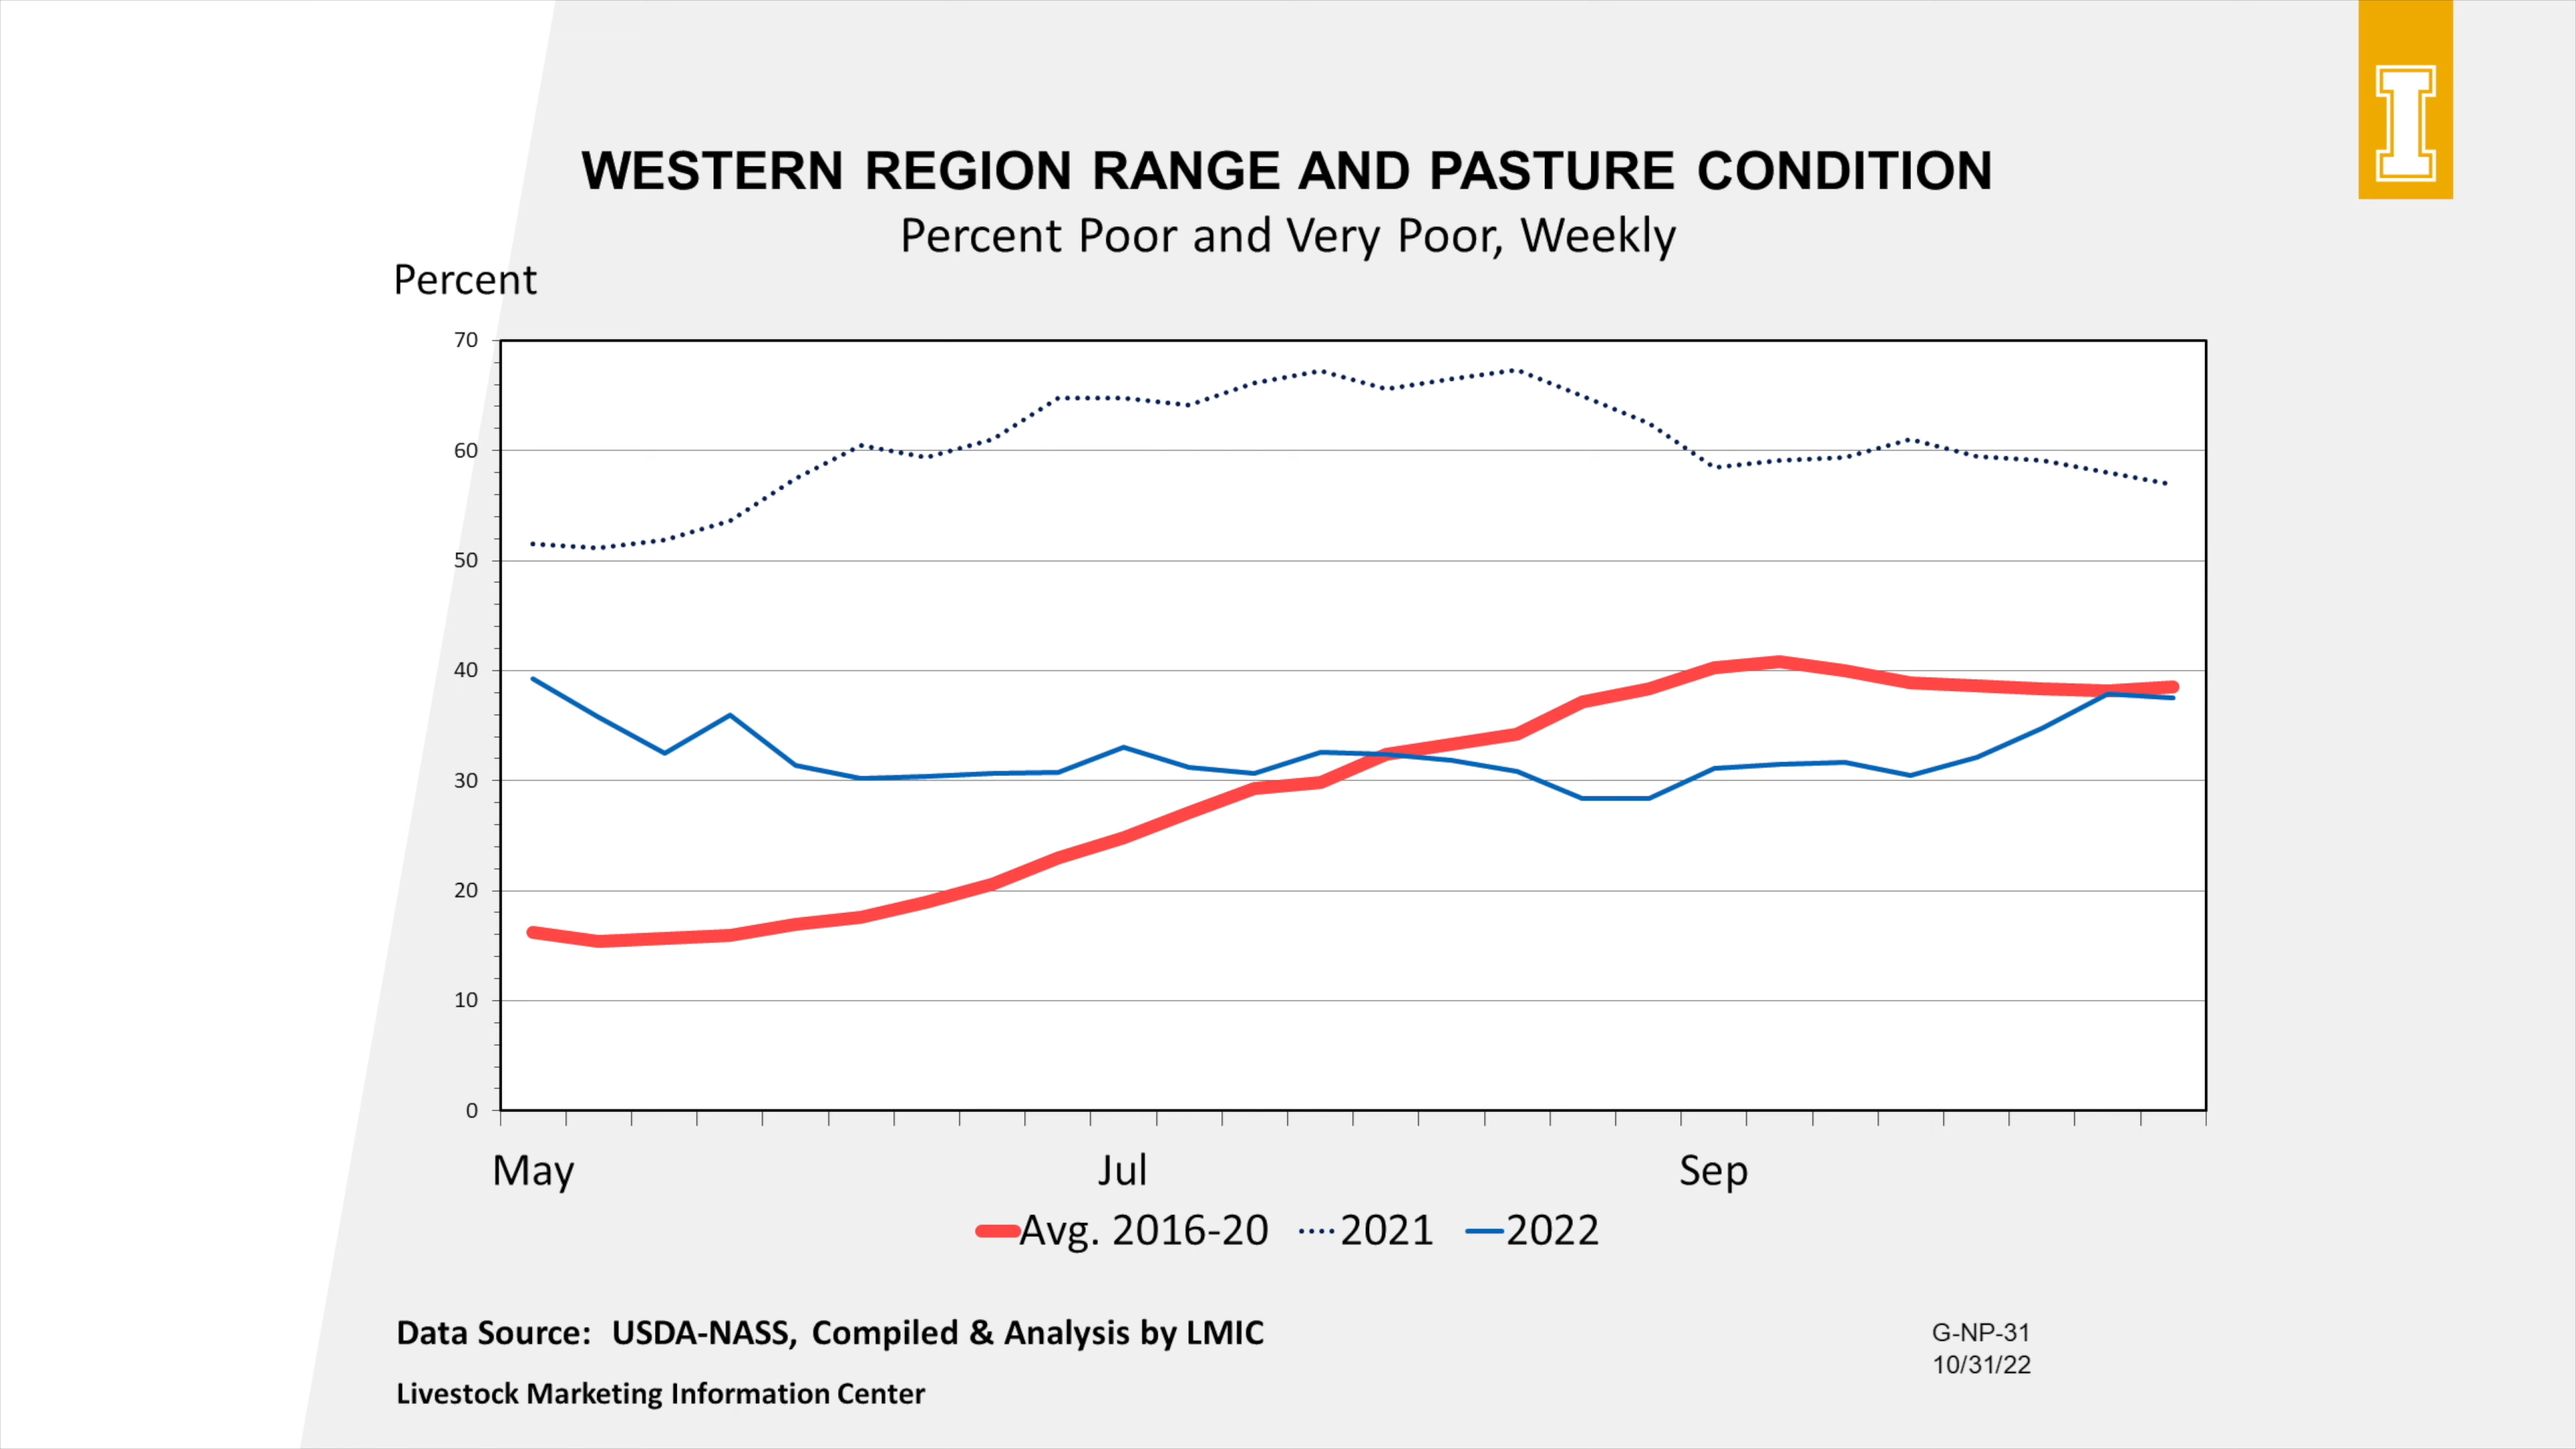 I
WESTERN REGION RANGE AND PASTURE CONDITION
Percent Poor and Very Poor, Weekly
Percent
70
60
50
40
30
20
10
0
May Jul Sep
Avg. 2016-20 2021 2022
Data Source: USDA-NASS, Compiled & Analysis by LMIC
G-NP-31
10/31/22
Livestock Marketing Information Center